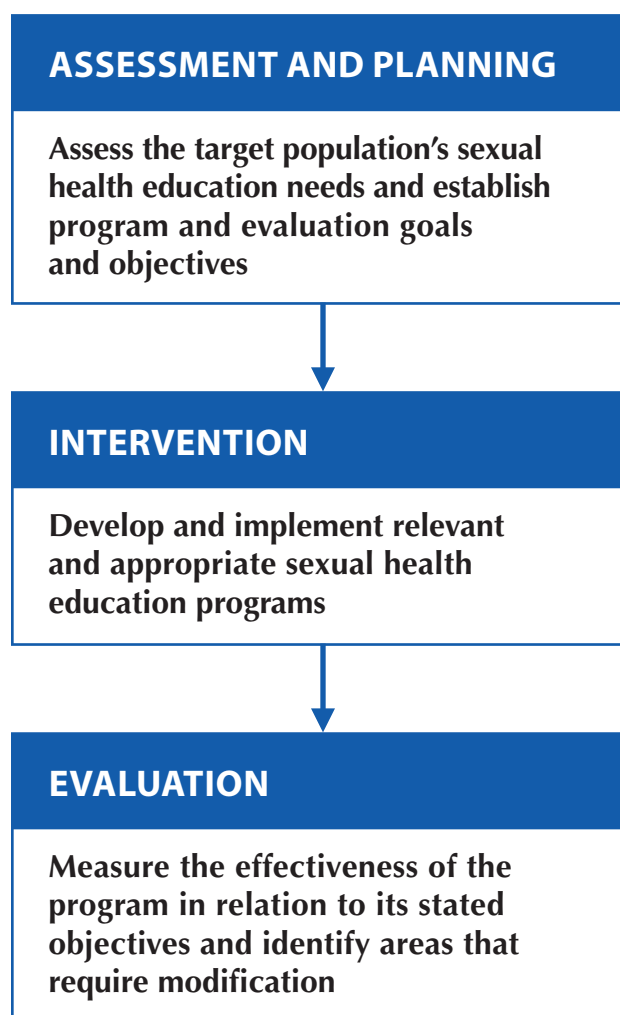 ASSESSMENT AND PLANNING
Assess the target population’s sexual
health education needs and establish
program and evaluation goals
and objectives
INTERVENTION
Develop and implement relevant
and appropriate sexual health
education programs
EVALUATION
Measure the effectiveness of the
program in relation to its stated
objectives and identify areas that
require modification